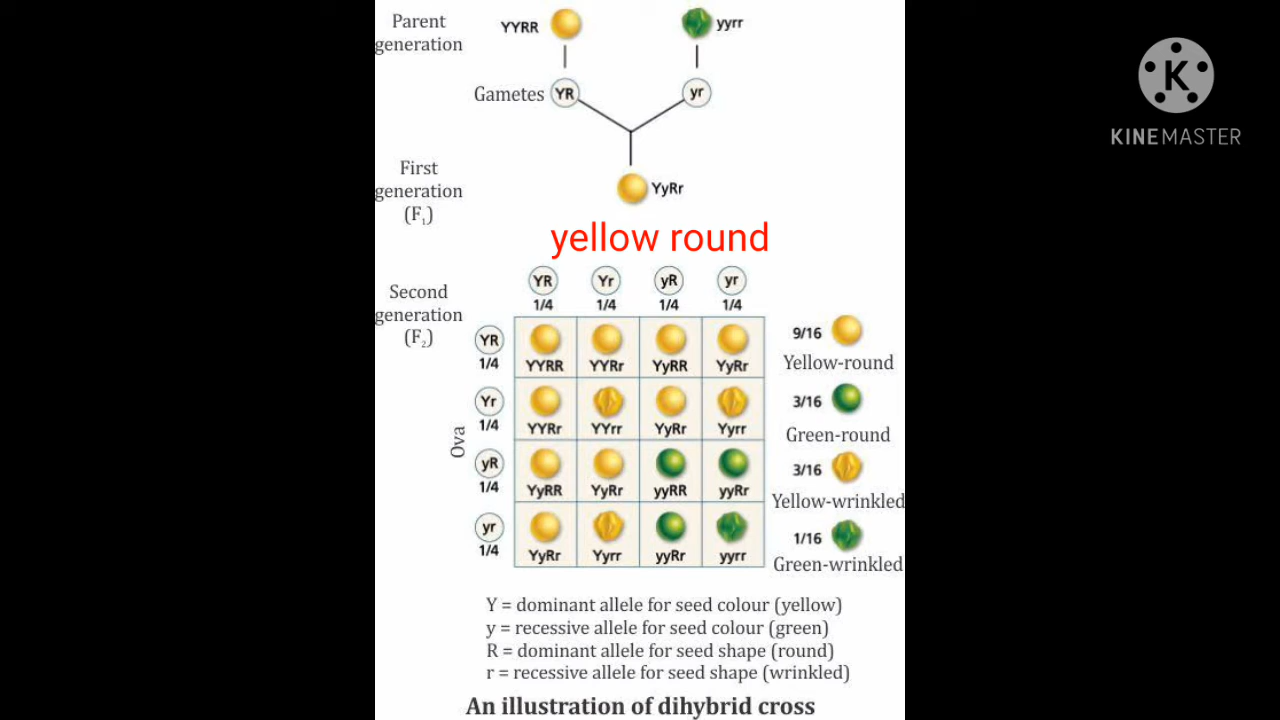 Parent
generation
YYRR
yyrr
Gametes
YR
yr
First
generation
(F₁)
YyRr
yellow round
Second
generation
(F₂)
YR Yr yR yr
1/4 1/4 1/4 1/4
Ova
YR
1/4
YYRR YYRr YyRR YyRr
Yr
1/4
YYRr YYrr YyRr Yyrr
yR
1/4
YyRR YyRr yyRR yyRr
yr
1/4
YyRr Yyrr yyRr yyrr
9/16
Yellow-round
3/16
Green-round
3/16
Yellow-wrinkled
1/16
Green-wrinkled
Y = dominant allele for seed colour (yellow)
y = recessive allele for seed colour (green)
R = dominant allele for seed shape (round)
r = recessive allele for seed shape (wrinkled)
An illustration of dihybrid cross
K
KINEMASTER